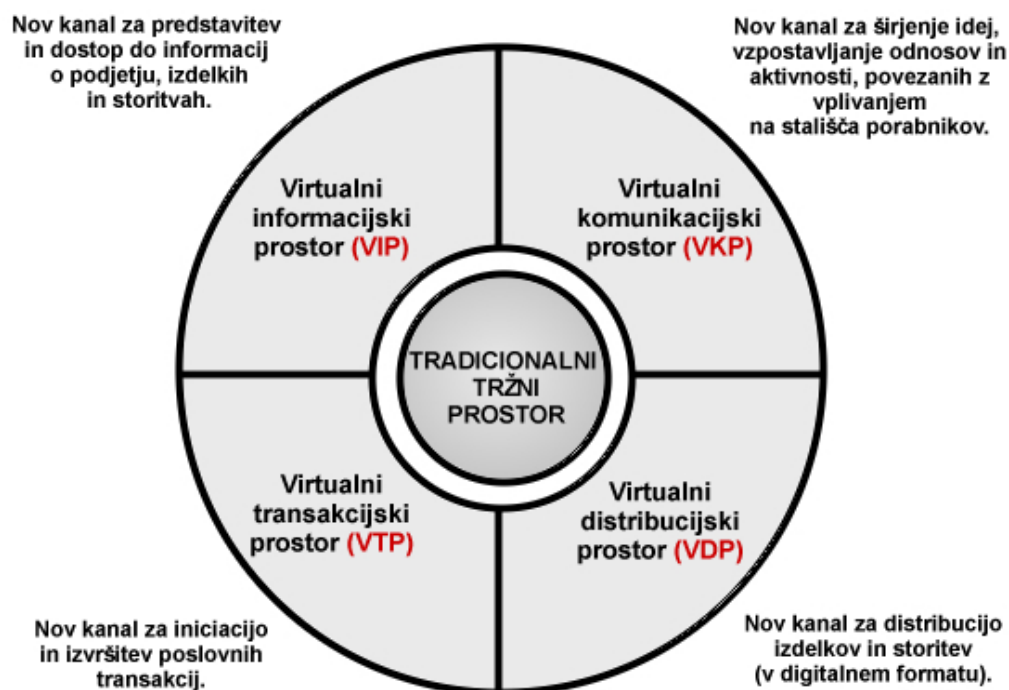 Nov kanal za predstavitev
in dostop do informacij
o podjetju, izdelkih
in storitvah.
Nov kanal za širjenje idej,
vzpostavljanje odnosov in
aktivnosti, povezanih z
vplivanjem
na stališča porabnikov.
Virtualni
informacijski
prostor (VIP)
Virtualni
komunikacijski
prostor (VKP)
TRADICIONALNI
TRŽNI
PROSTOR
Virtualni
transakcijski
prostor (VTP)
Virtualni
distribucijski
prostor (VDP)
Nov kanal za iniciacijo
in izvršitev poslovnih
transakcij.
Nov kanal za distribucijo
izdelkov in storitev
(v digitalnem formatu).